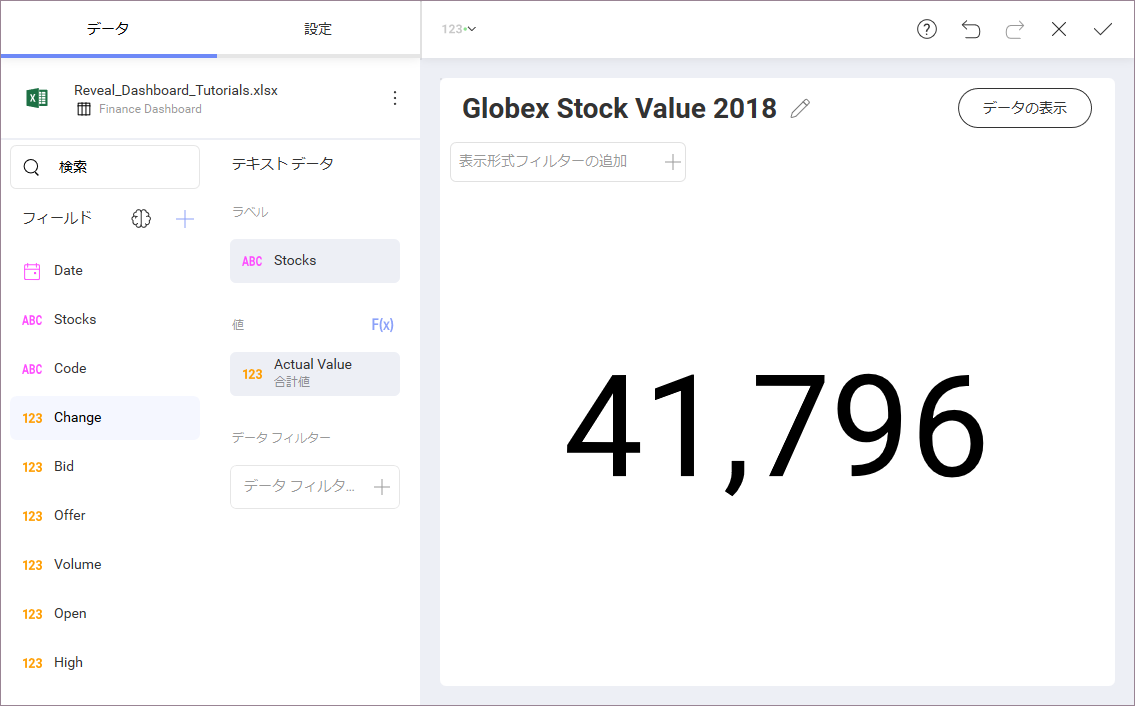 データ
設定
123
Reveal_Dashboard_Tutorials.xlsx
Finance Dashboard
検索
フィールド
Date
ABC Stocks
ABC Code
123 Change
123 Bid
123 Offer
123 Volume
123 Open
123 High
テキスト データ
ラベル
ABC Stocks
値 F(x)
123 Actual Value
合計値
データ フィルター
データ フィルタ...
Globex Stock Value 2018
データの表示
表示形式フィルターの追加
41,796